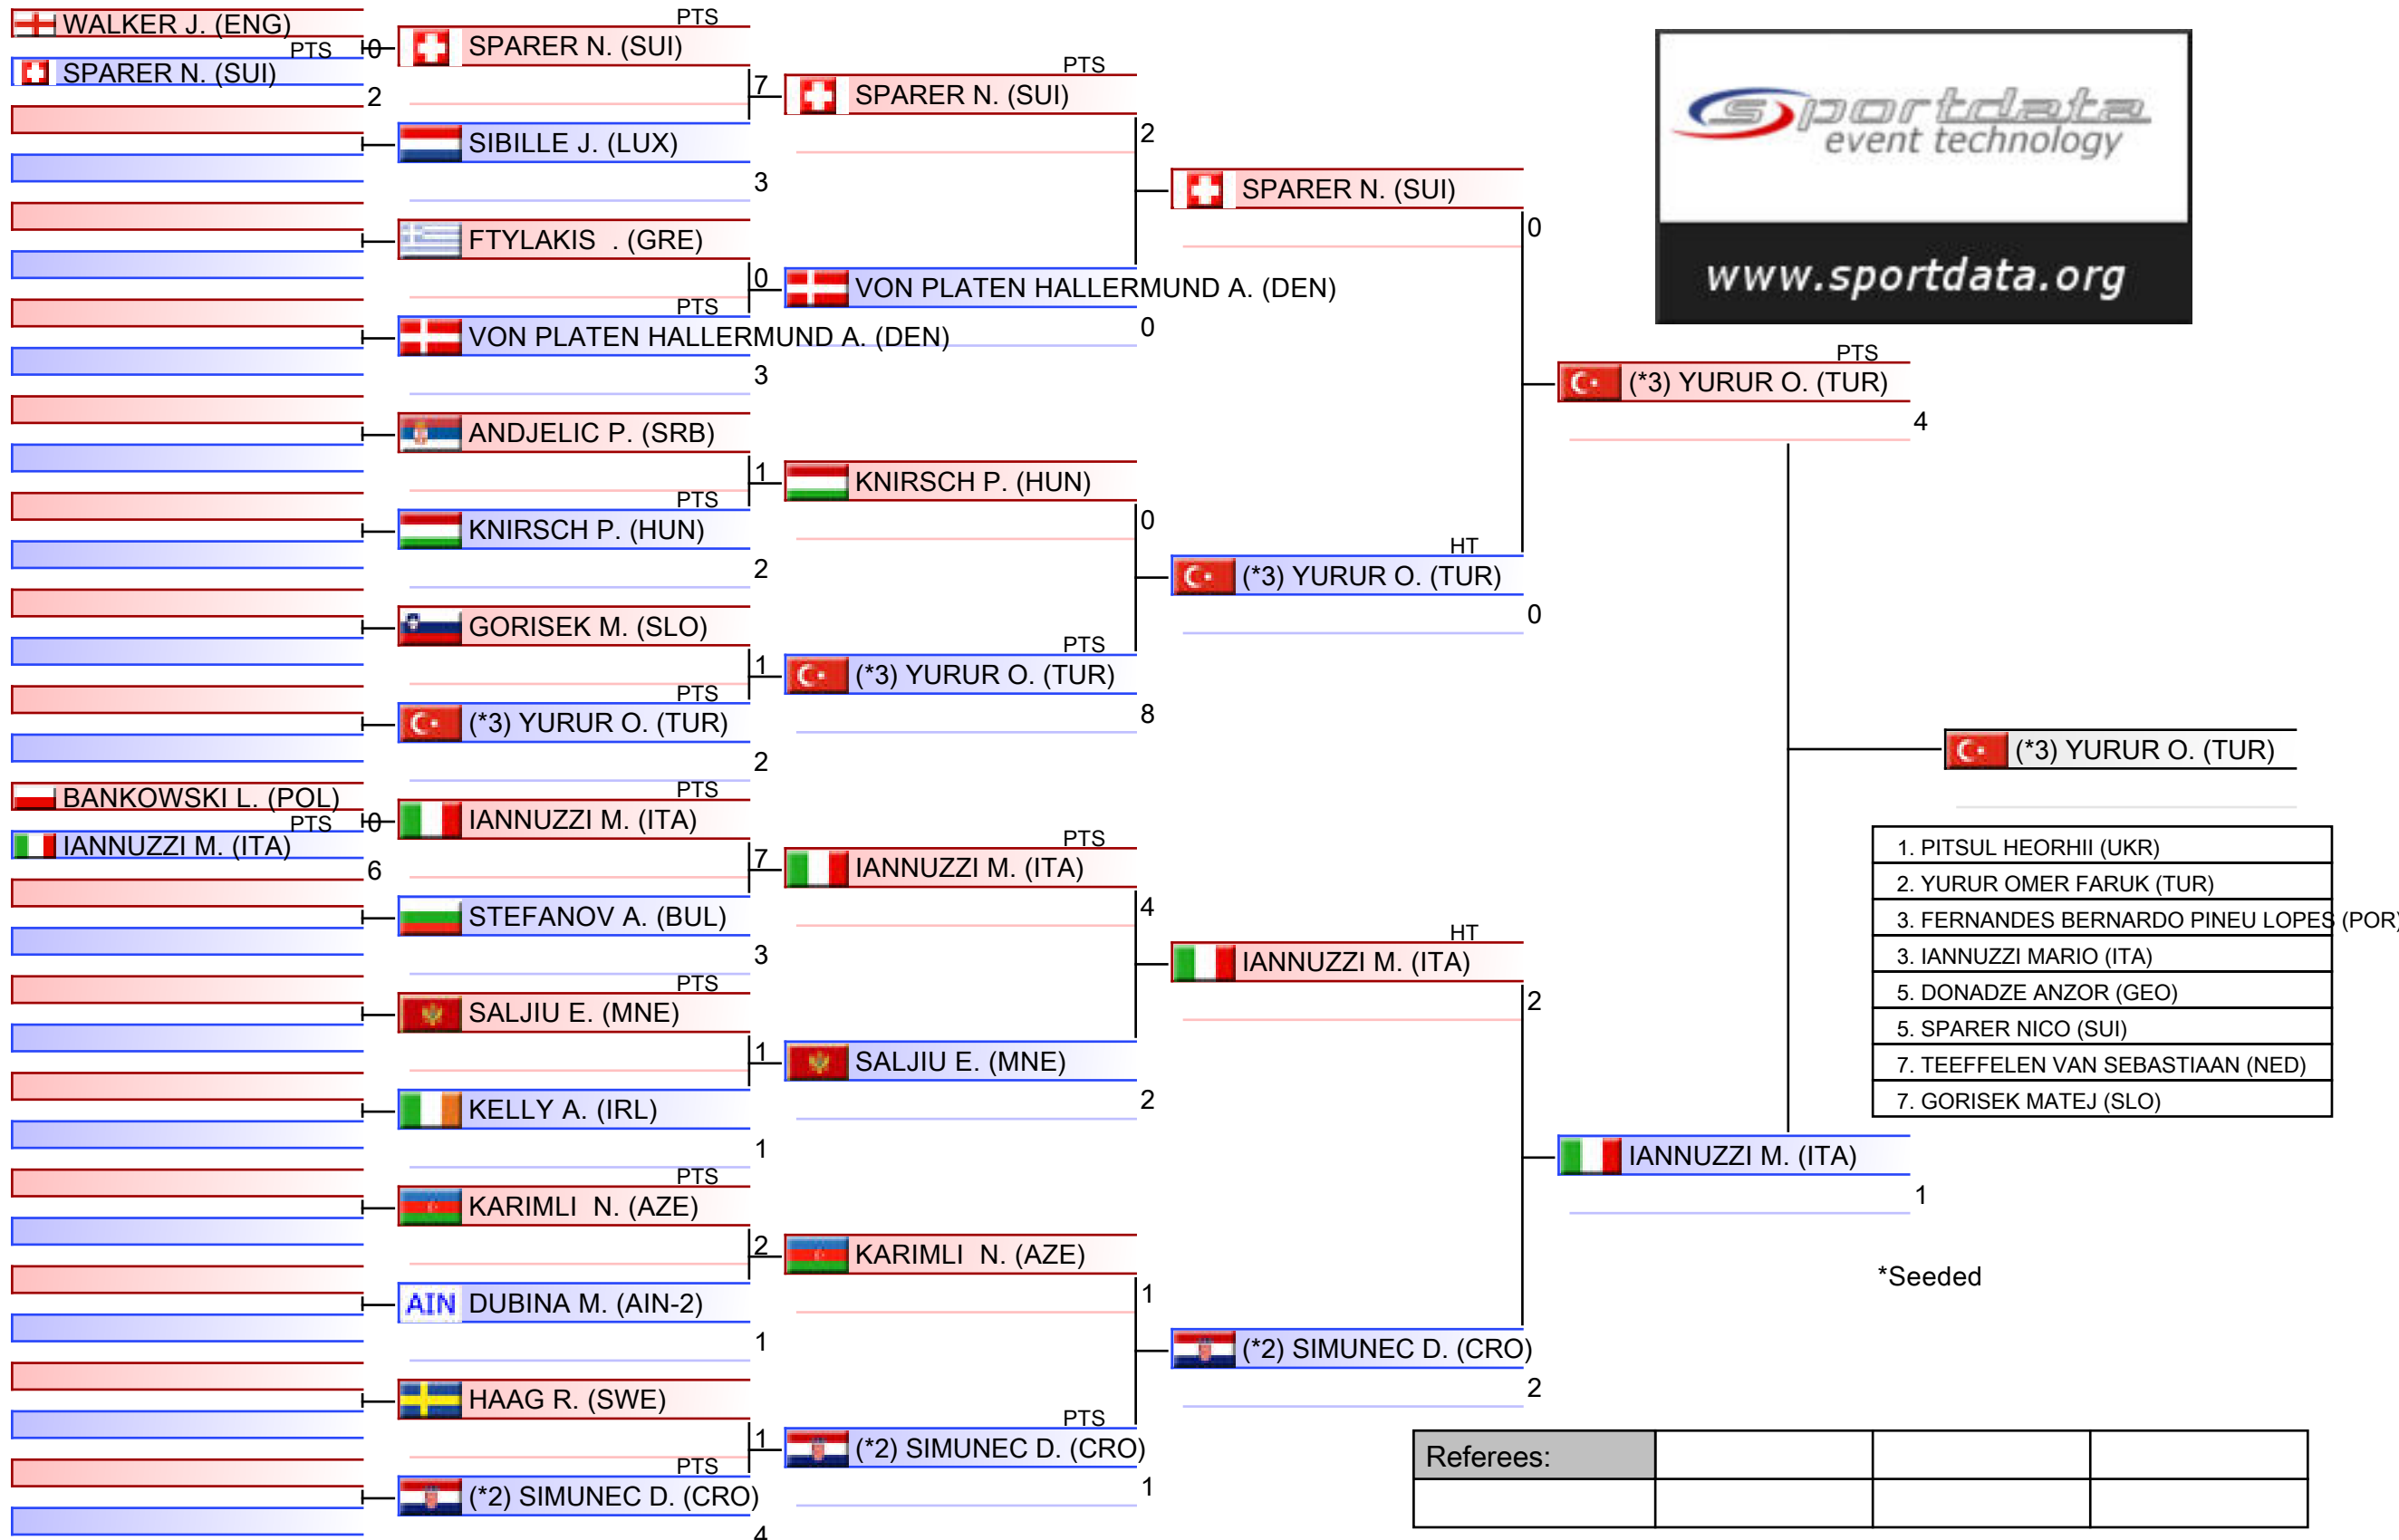 WALKER J. (ENG)
PTS
0
SPARER N. (SUI)
2
BANKOWSKI L. (POL)
PTS
0
IANNUZZI M. (ITA)
6
PTS
SPARER N. (SUI)
7
SIBILLE J. (LUX)
3
FTYLAKIS . (GRE)
0
PTS
VON PLATEN HALLERMUND A. (DEN)
3
ANDJELIC P. (SRB)
1
PTS
KNIRSCH P. (HUN)
2
GORISEK M. (SLO)
1
PTS
(*3) YURUR O. (TUR)
2
PTS
IANNUZZI M. (ITA)
7
STEFANOV A. (BUL)
3
PTS
SALJIU E. (MNE)
1
KELLY A. (IRL)
1
PTS
KARIMLI  N. (AZE)
2
AIN DUBINA M. (AIN-2)
1
HAAG R. (SWE)
1
PTS
(*2) SIMUNEC D. (CRO)
4
PTS
SPARER N. (SUI)
2
VON PLATEN HALLERMUND A. (DEN)
0
KNIRSCH P. (HUN)
0
PTS
(*3) YURUR O. (TUR)
8
PTS
IANNUZZI M. (ITA)
4
SALJIU E. (MNE)
2
KARIMLI  N. (AZE)
1
PTS
(*2) SIMUNEC D. (CRO)
1
SPARER N. (SUI)
0
HT
(*3) YURUR O. (TUR)
0
HT
IANNUZZI M. (ITA)
2
(*2) SIMUNEC D. (CRO)
2
PTS
(*3) YURUR O. (TUR)
4
IANNUZZI M. (ITA)
1
(*3) YURUR O. (TUR)
sportdata
event technology
www.sportdata.org
1. PITSUL HEORHII (UKR)
2. YURUR OMER FARUK (TUR)
3. FERNANDES BERNARDO PINEU LOPES (POR)
3. IANNUZZI MARIO (ITA)
5. DONADZE ANZOR (GEO)
5. SPARER NICO (SUI)
7. TEEFFELEN VAN SEBASTIAAN (NED)
7. GORISEK MATEJ (SLO)
*Seeded
Referees: